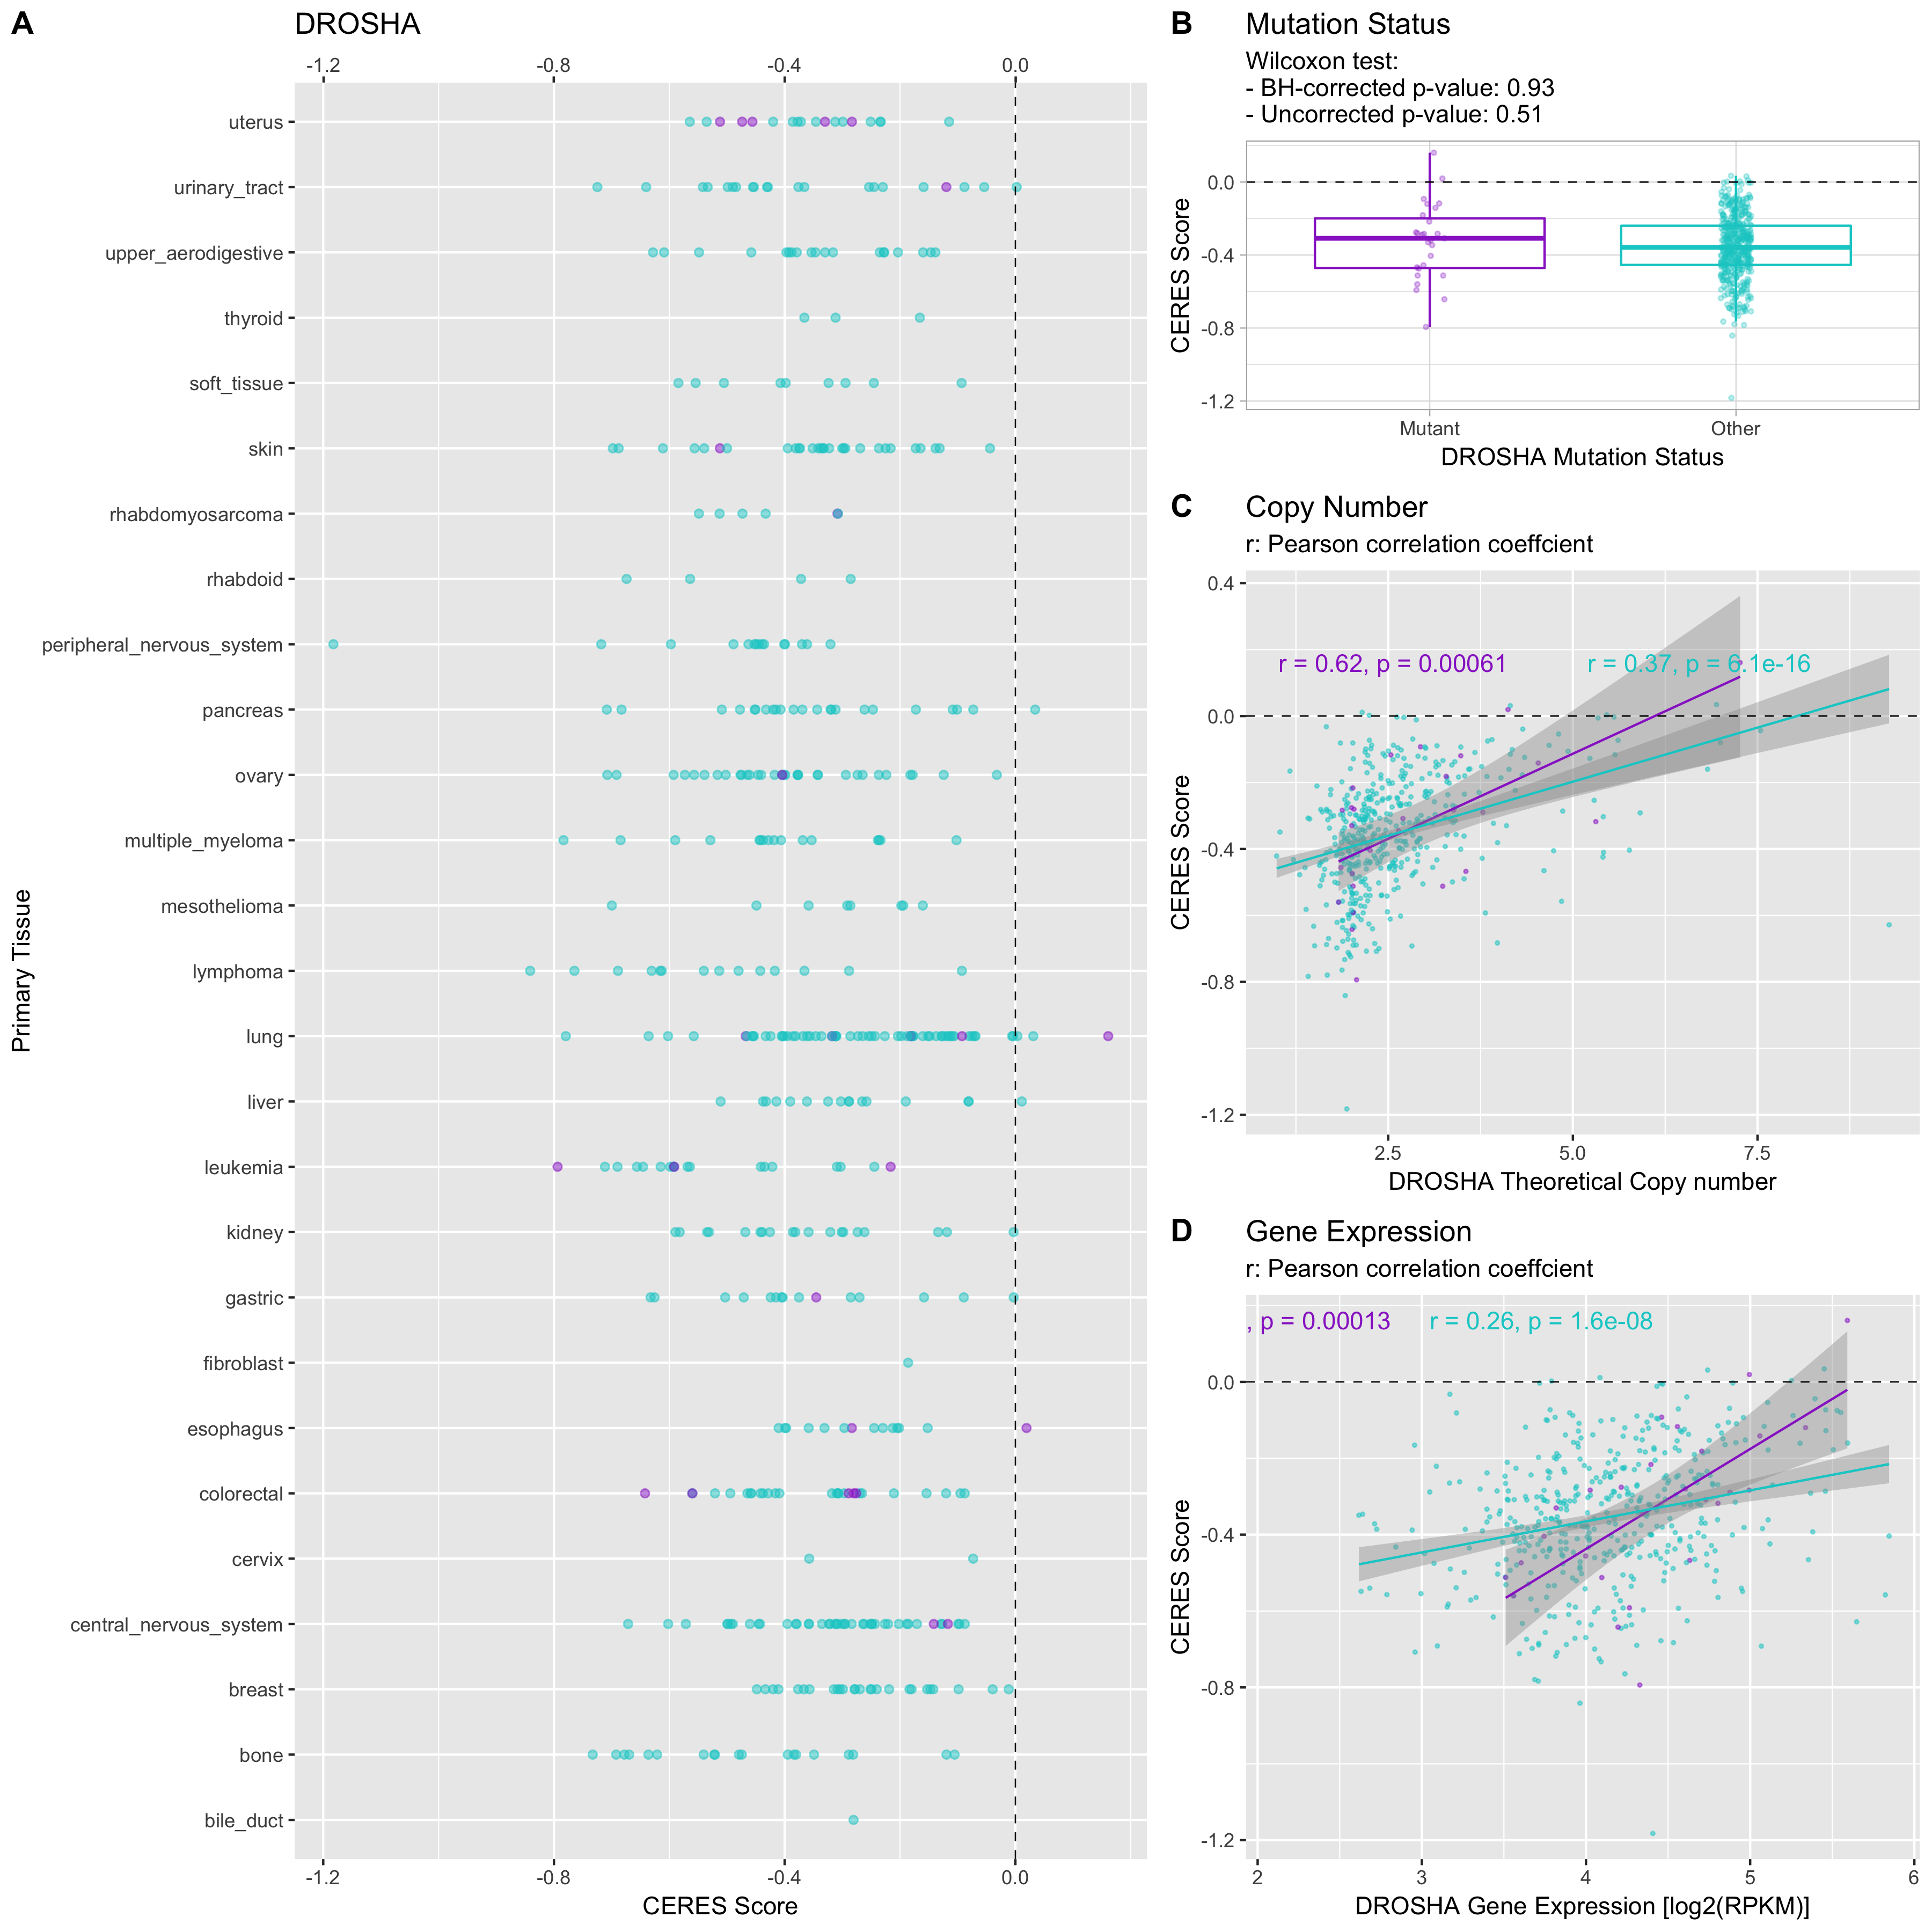 A
DROSHA
-1.2 -0.8 -0.4 0.0
uterus
urinary_tract
upper_aerodigestive
thyroid
soft_tissue
skin
rhabdomyosarcoma
rhabdoid
peripheral_nervous_system
pancreas
ovary
multiple_myeloma
mesothelioma
lymphoma
lung
liver
leukemia
kidney
gastric
fibroblast
esophagus
colorectal
cervix
central_nervous_system
breast
bone
bile_duct
Primary Tissue
-1.2 -0.8 -0.4 0.0
CERES Score
B
Mutation Status
Wilcoxon test:
- BH-corrected p-value: 0.93
- Uncorrected p-value: 0.51
0.0
-0.4
-0.8
-1.2
CERES Score
Mutant Other
DROSHA Mutation Status
C
Copy Number
r: Pearson correlation coeffcient
r = 0.62, p = 0.00061 r = 0.37, p = 6.1e-16
0.4
0.0
-0.4
-0.8
-1.2
CERES Score
2.5 5.0 7.5
DROSHA Theoretical Copy number
D
Gene Expression
r: Pearson correlation coeffcient
, p = 0.00013 r = 0.26, p = 1.6e-08
0.0
-0.4
-0.8
-1.2
CERES Score
2 3 4 5 6
DROSHA Gene Expression [log2(RPKM)]